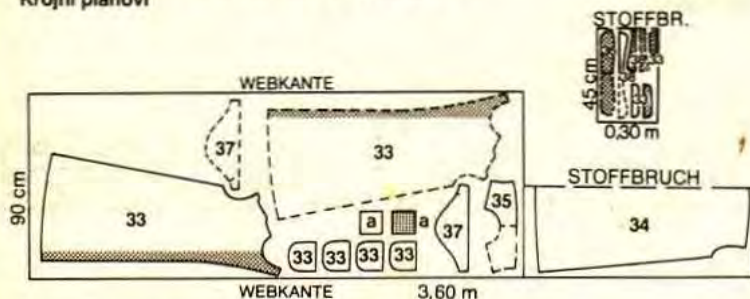 Krojni planovi
STOFFBR.
45 cm
0,30 m
WEBKANTE
37
33
90 cm
33
a
a
37
35
STOFFBRUCH
34
33 33 33 33
WEBKANTE 3,60 m